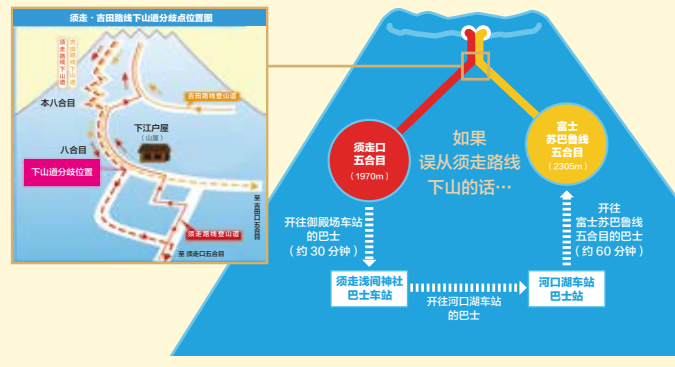 须走・吉田路线下山道分歧点位置图
须走路线下山道
吉田路线下山道
吉田路线登山道
本八合目
下江户屋
（山屋）
八合目
下山道分歧位置
须走路线登山道
至 吉田口五合目
至 须走口五合目
须走口
五合目
（1970m）
如果
误从须走路线
下山的话…
富士
苏巴鲁线
五合目
（2305m）
开往御殿场车站
的巴士
（约 30 分钟）
开往
富士苏巴鲁线
五合目的巴士
（约 60 分钟）
须走浅间神社
巴士车站
开往河口湖车站
的巴士
河口湖车站
巴士站